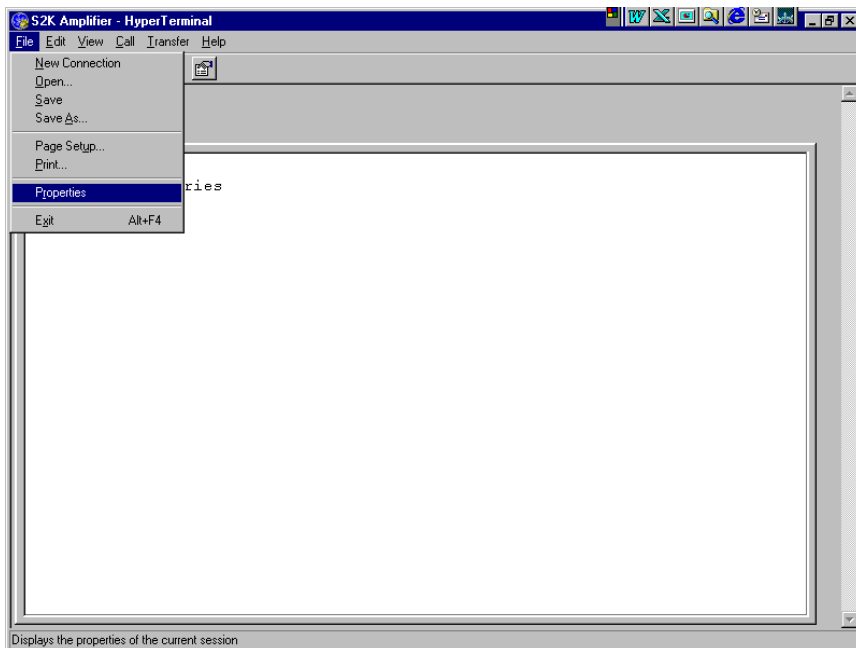 S2K Amplifier - HyperTerminal
File Edit View Call Transfer Help
New Connection
Open...
Save
Save As...
Page Setup...
Print...
Properties
ries
Exit Alt+F4
Displays the properties of the current session